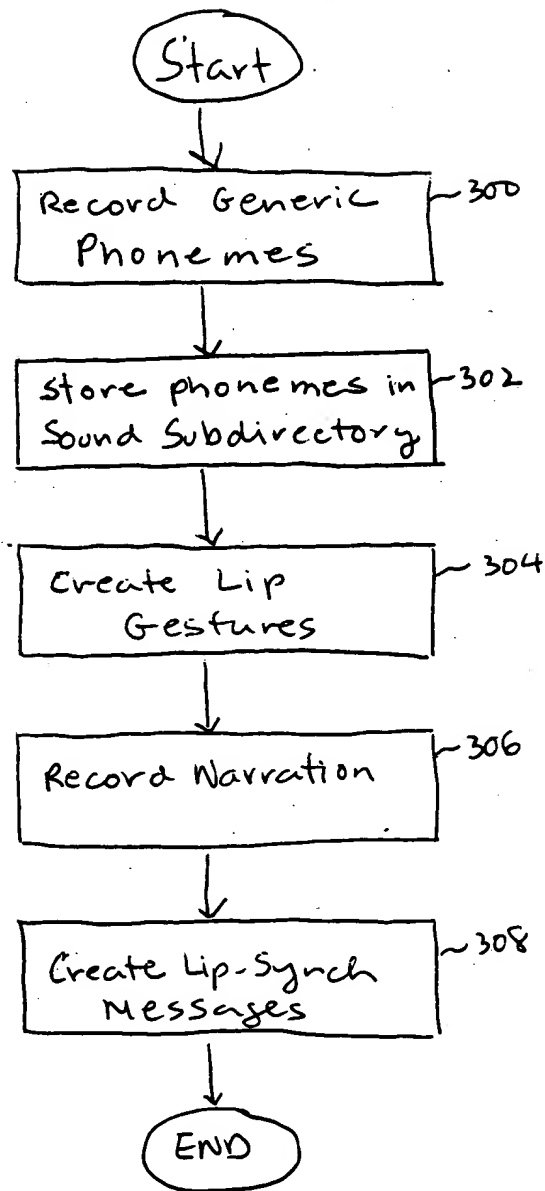 Start
Record Generic
Phonemes
300
Store phonemes in
Sound Subdirectory
302
Create Lip
Gestures
304
Record Narration
306
Create Lip-Synch
Messages
308
END